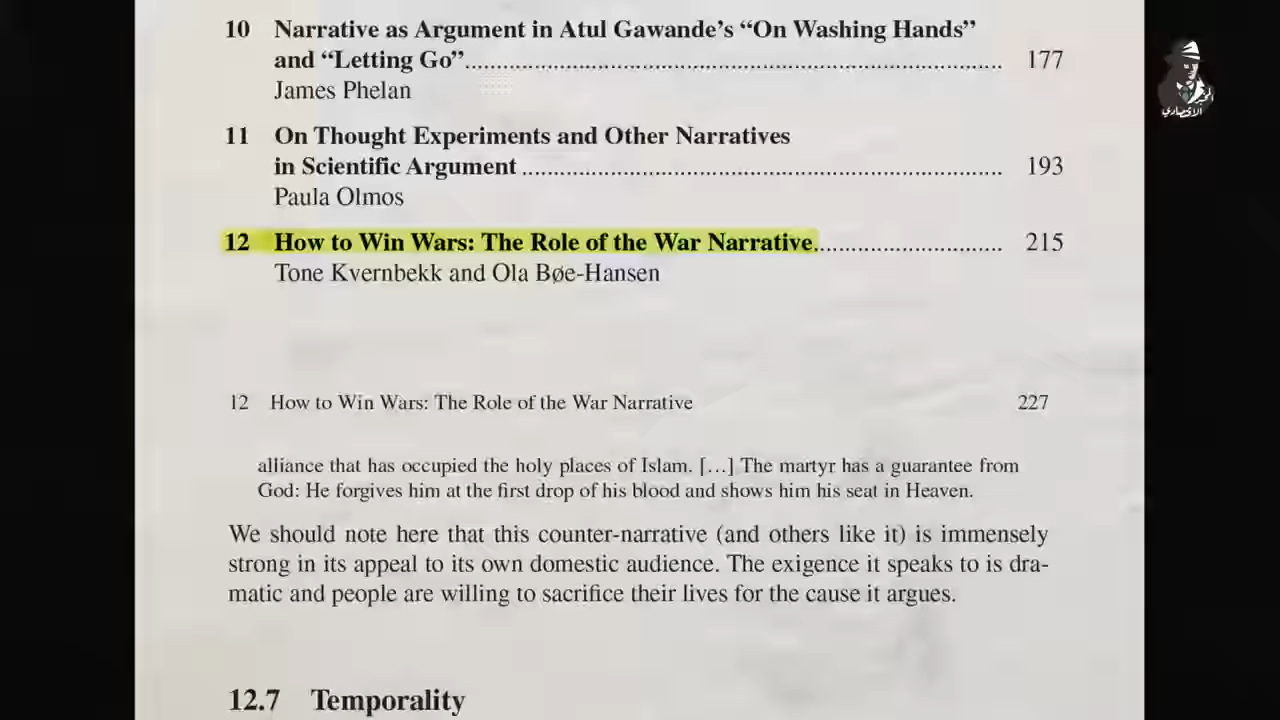 10 Narrative as Argument in Atul Gawande's “On Washing Hands”
and “Letting Go”.......... 177
James Phelan
11 On Thought Experiments and Other Narratives
in Scientific Argument .......... 193
Paula Olmos
12 How to Win Wars: The Role of the War Narrative.......... 215
Tone Kvernbekk and Ola Bøe-Hansen
12 How to Win Wars: The Role of the War Narrative 227
alliance that has occupied the holy places of Islam. […] The martyr has a guarantee from
God: He forgives him at the first drop of his blood and shows him his seat in Heaven.
We should note here that this counter-narrative (and others like it) is immensely
strong in its appeal to its own domestic audience. The exigence it speaks to is dra-
matic and people are willing to sacrifice their lives for the cause it argues.
12.7 Temporality
المخبر
الاقتصادي